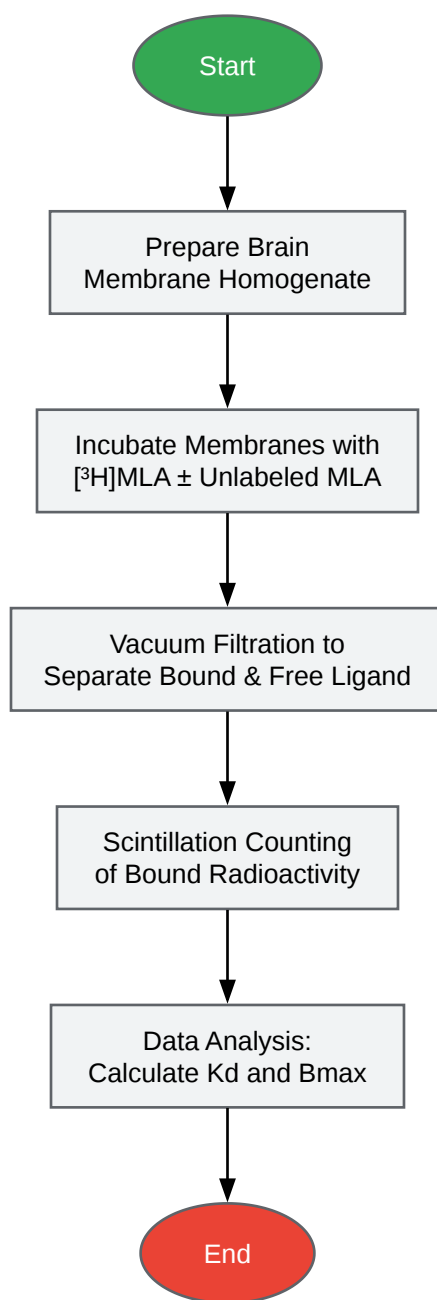 Start
Prepare Brain
Membrane Homogenate
Incubate Membranes with
[³H]MLA ± Unlabeled MLA
Vacuum Filtration to
Separate Bound & Free Ligand
Scintillation Counting
of Bound Radioactivity
Data Analysis:
Calculate Kd and Bmax
End